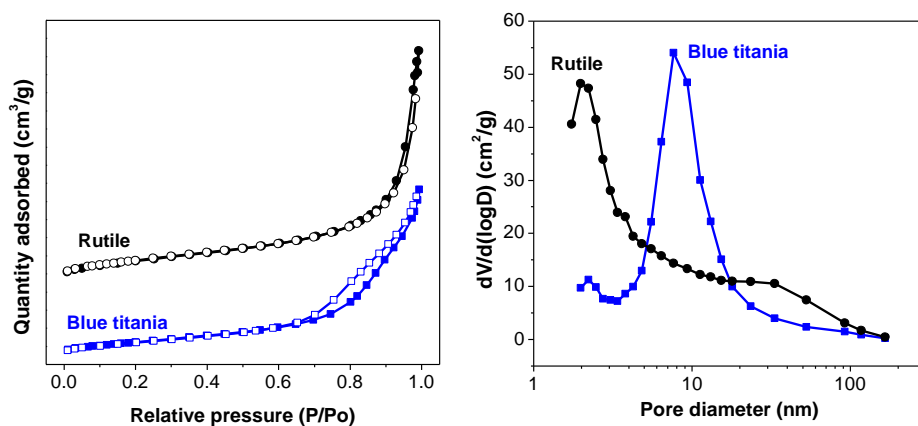 Quantity adsorbed (cm³/g)
Rutile
Blue titania
0.0 0.2 0.4 0.6 0.8 1.0
Relative pressure (P/Po)
dV/d(logD) (cm²/g)
60
50
40
30
20
10
0
Rutile
Blue titania
1 10 100
Pore diameter (nm)